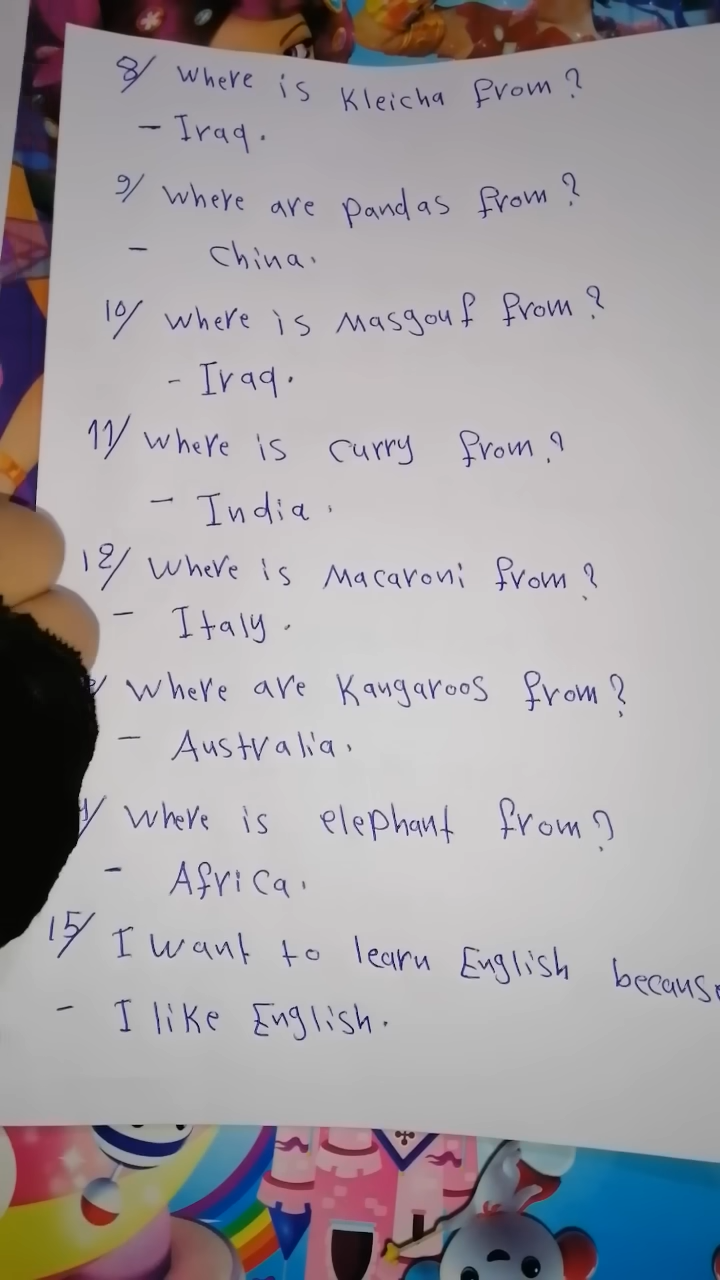 8/ Where is Kleicha from?
- Iraq.
9/ Where are Pandas from?
- China.
10/ Where is Masgouf from?
- Iraq.
11/ Where is Curry from?
- India.
12/ Where is Macaroni from?
- Italy.
/ Where are Kangaroos from?
- Australia.
/ Where is elephant from?
- Africa.
15/ I want to learn English because
- I like English.